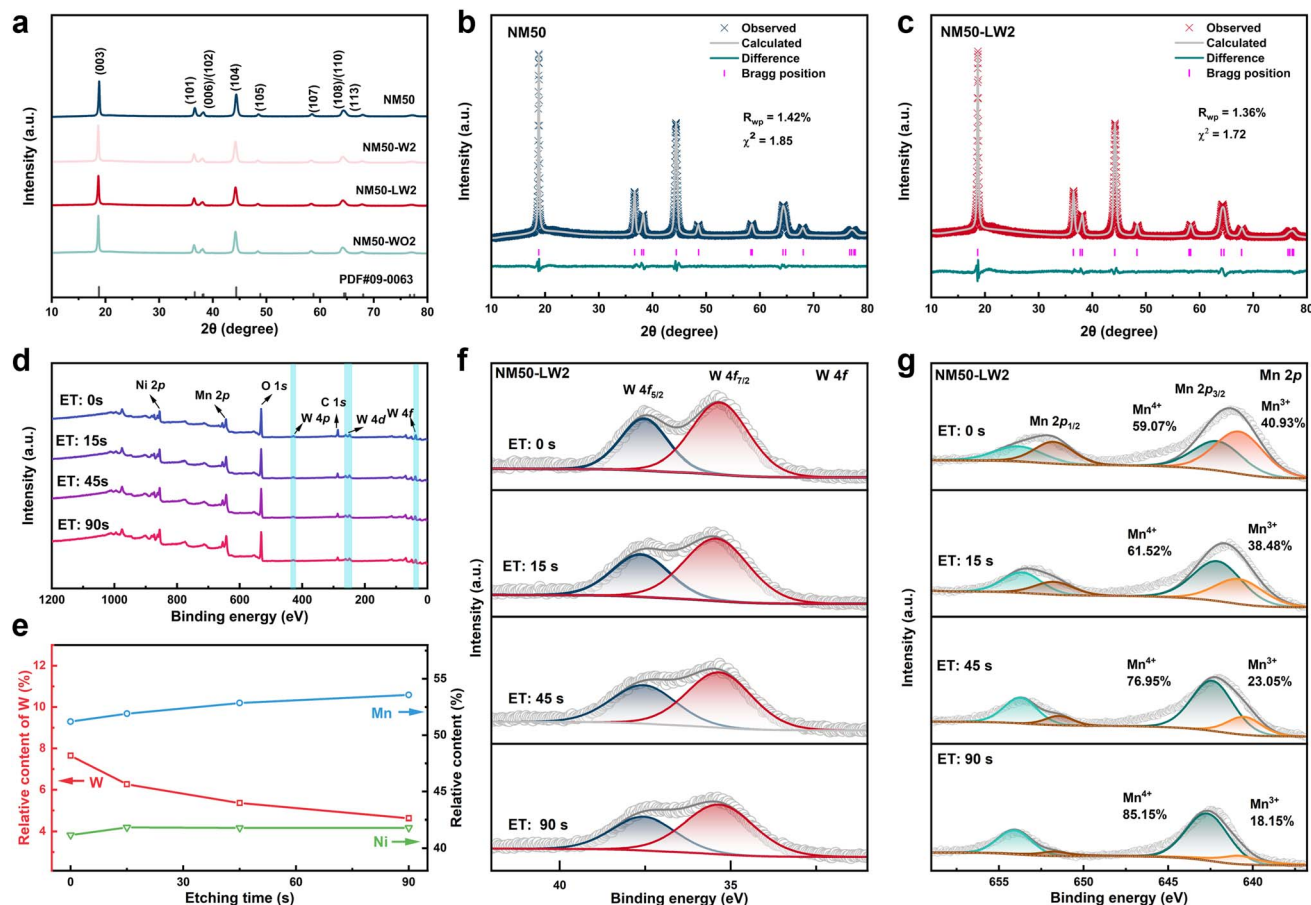 a
(003)
(101)
(006)/(102)
(104)
(105)
(107)
(108)/(110)
(113)
NM50
NM50-W2
NM50-LW2
NM50-WO2
PDF#09-0063
Intensity (a.u.)
10 20 30 40 50 60 70 80
2θ (degree)
b
NM50
Observed
Calculated
Difference
Bragg position
Rwp = 1.42%
χ² = 1.85
Intensity (a.u.)
10 20 30 40 50 60 70 80
2θ (degree)
c
NM50-LW2
Observed
Calculated
Difference
Bragg position
Rwp = 1.36%
χ² = 1.72
Intensity (a.u.)
10 20 30 40 50 60 70 80
2θ (degree)
d
ET: 0s
ET: 15s
ET: 45s
ET: 90s
Ni 2p
Mn 2p
O 1s
W 4p
C 1s
W 4d
W 4f
Intensity (a.u.)
1200 1000 800 600 400 200 0
Binding energy (eV)
e
Relative content of W (%)
12
10
8
6
4
Mn
W
Ni
55
50
45
40
Relative content (%)
0 30 60 90
Etching time (s)
f
NM50-LW2
W 4f5/2
W 4f7/2
W 4f
ET: 0 s
ET: 15 s
ET: 45 s
ET: 90 s
Intensity (a.u.)
40 35
Binding energy (eV)
g
NM50-LW2
Mn 2p
ET: 0 s
Mn 2p1/2
Mn 2p3/2
Mn4+
59.07%
Mn3+
40.93%
ET: 15 s
Mn4+
61.52%
Mn3+
38.48%
ET: 45 s
Mn4+
76.95%
Mn3+
23.05%
ET: 90 s
Mn4+
85.15%
Mn3+
18.15%
Intensity (a.u.)
655 650 645 640
Binding energy (eV)